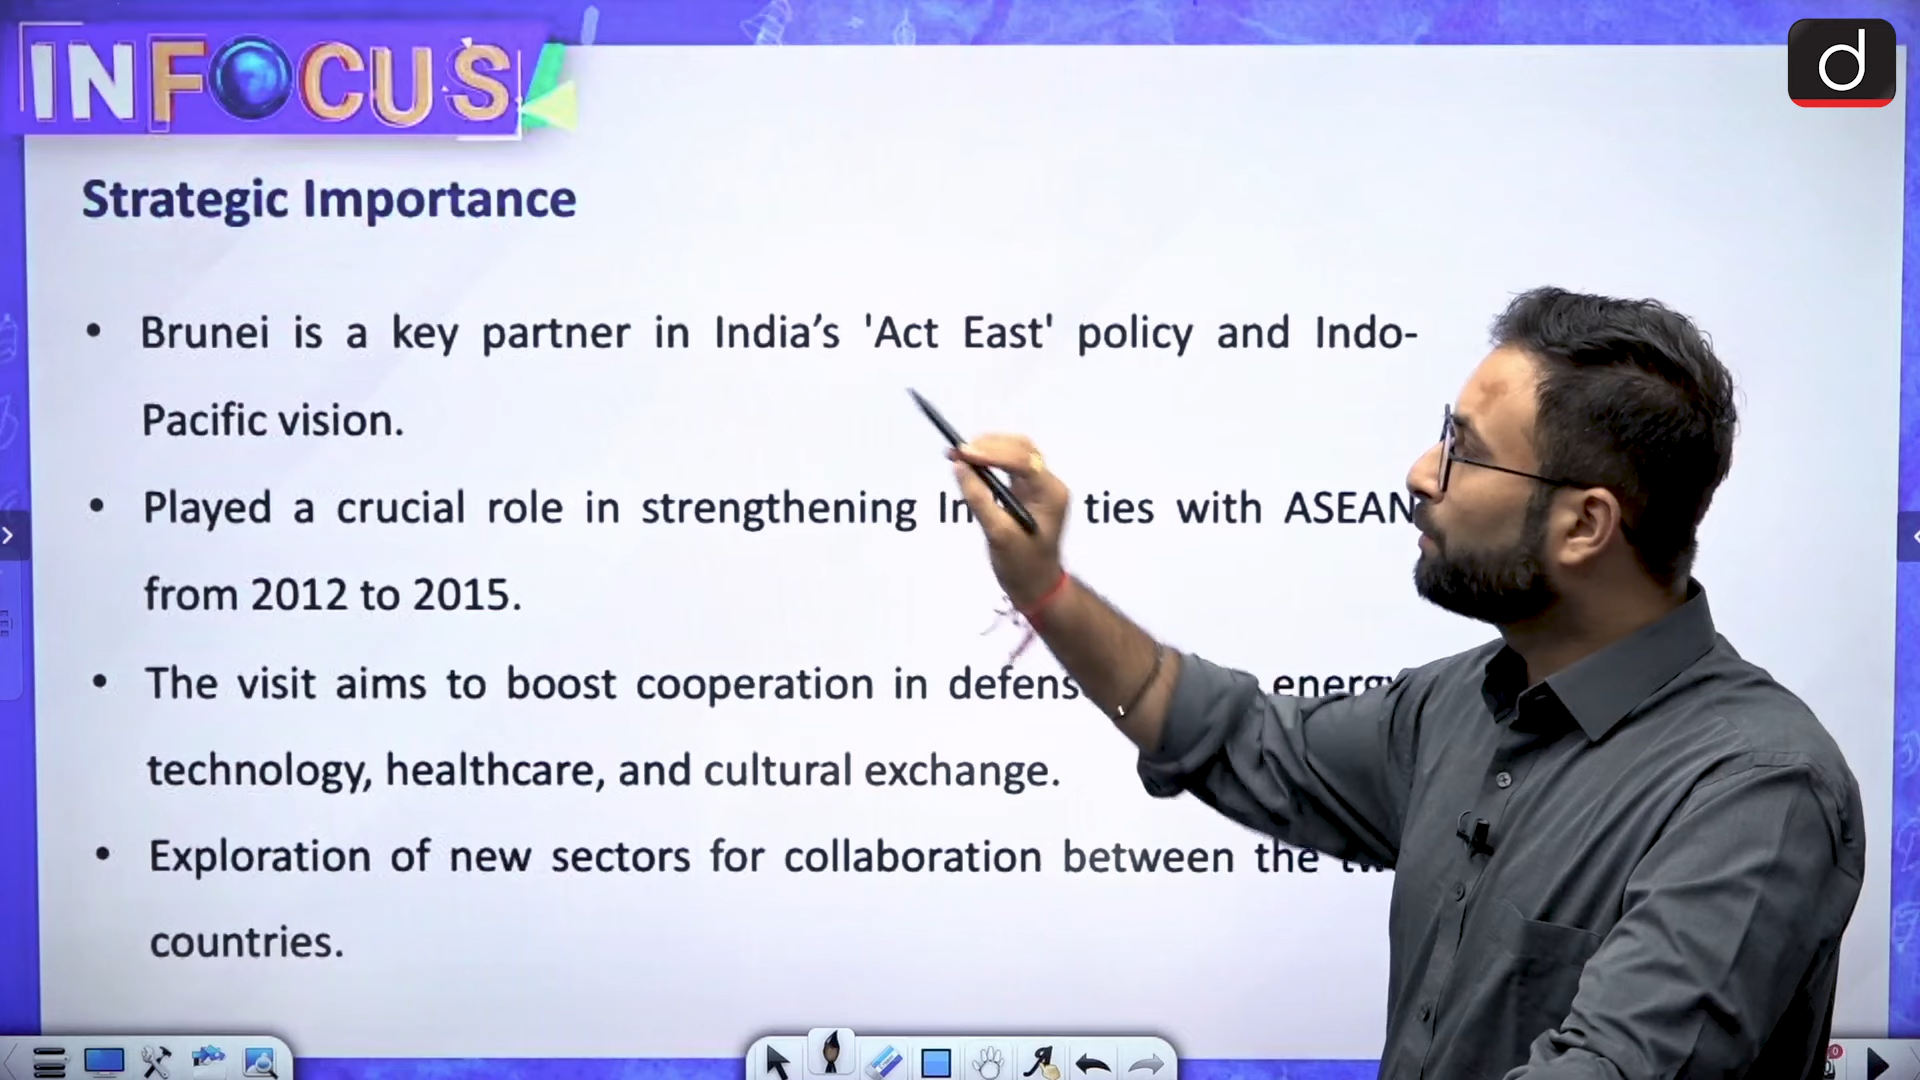 INFOCUS
d
Strategic Importance
• Brunei is a key partner in India’s 'Act East' policy and Indo-
Pacific vision.
• Played a crucial role in strengthening ties with ASEAN
from 2012 to 2015.
• The visit aims to boost cooperation in energy,
technology, healthcare, and cultural exchange.
• Exploration of new sectors for collaboration between the
countries.